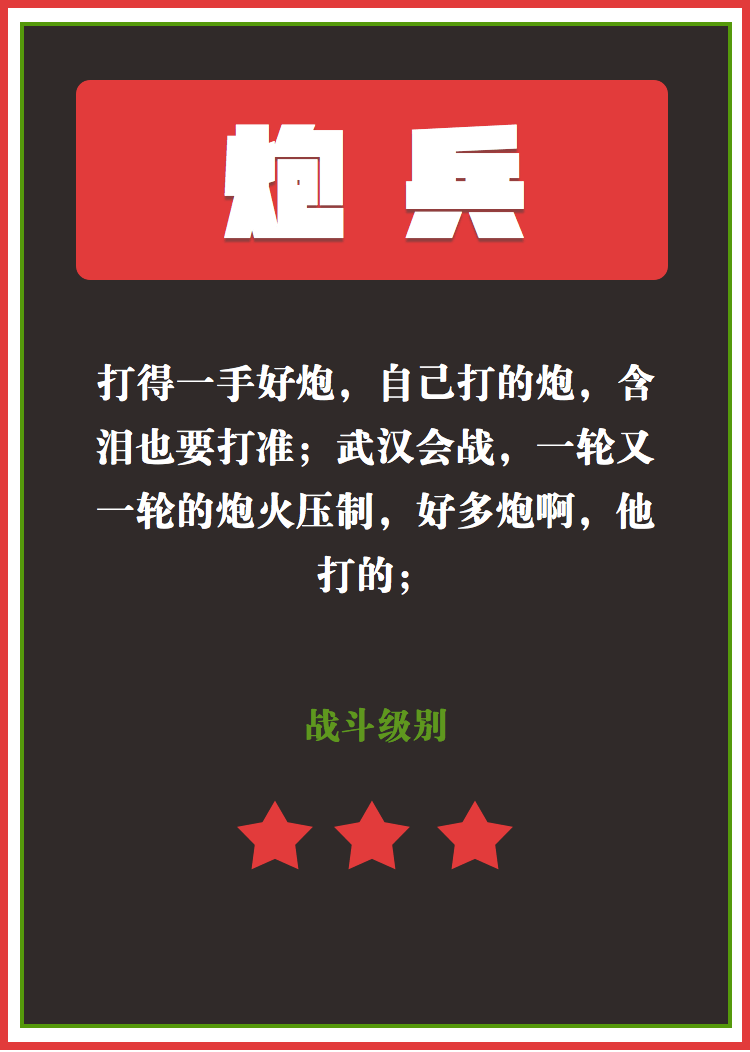 炮兵
打得一手好炮，自己打的炮，含
泪也要打准；武汉会战，一轮又
一轮的炮火压制，好多炮啊，他
打的；
战斗级别